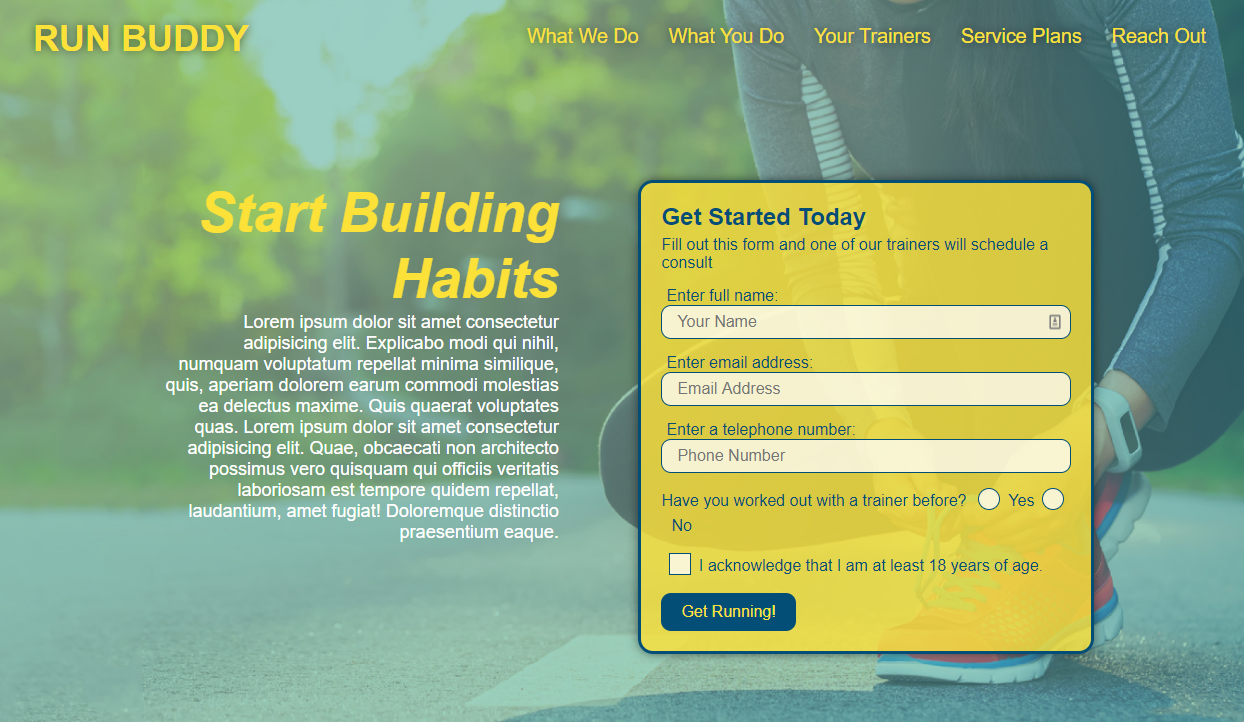 RUN BUDDY
What We Do What You Do Your Trainers Service Plans Reach Out
Start Building
Habits
Lorem ipsum dolor sit amet consectetur
adipisicing elit. Explicabo modi qui nihil,
numquam voluptatum repellat minima similique,
quis, aperiam dolorem earum commodi molestias
ea delectus maxime. Quis quaerat voluptates
quas. Lorem ipsum dolor sit amet consectetur
adipisicing elit. Quae, obcaecati non architecto
possimus vero quisquam qui officiis veritatis
laboriosam est tempore quidem repellat,
laudantium, amet fugiat! Doloremque distinctio
praesentium eaque.
Get Started Today
Fill out this form and one of our trainers will schedule a
consult
Enter full name:
Your Name
Enter email address:
Email Address
Enter a telephone number:
Phone Number
Have you worked out with a trainer before? Yes
No
I acknowledge that I am at least 18 years of age.
Get Running!